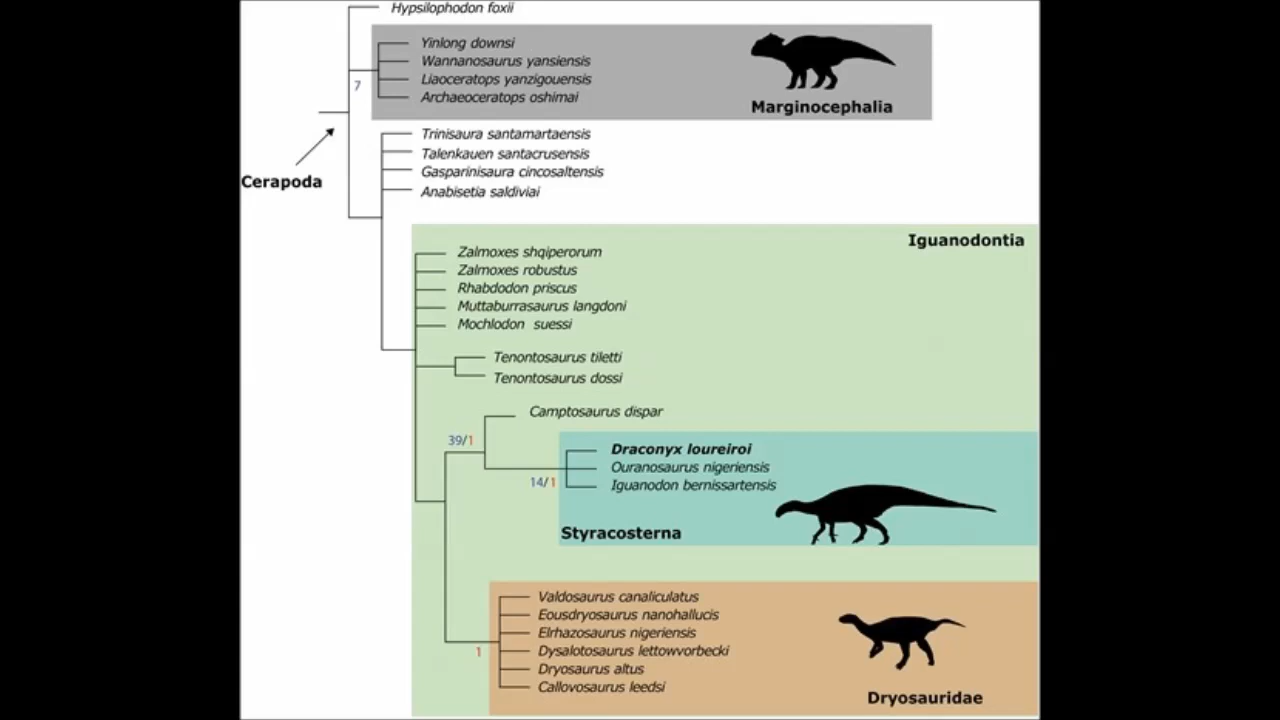 Hypsilophodon foxii
Yinlong downsi
Wannanosaurus yansiensis
Liaoceratops yanzigouensis
7
Archaeoceratops oshimai
Marginocephalia
Trinisaura santamartaensis
Talenkauen santacrusensis
Gasparinisaura cincosaltensis
Cerapoda
Anabisetia saldiviai
Iguanodontia
Zalmoxes shqiperorum
Zalmoxes robustus
Rhabdodon priscus
Muttaburrasaurus langdoni
Mochlodon suessi
Tenontosaurus tiletti
Tenontosaurus dossi
Camptosaurus dispar
39/1
Draconyx loureiroi
Ouranosaurus nigeriensis
14/1
Iguanodon bernissartensis
Styracosterna
Valdosaurus canaliculatus
Eousdryosaurus nanohallucis
Elrhazosaurus nigeriensis
1
Dysalotosaurus lettowvorbecki
Dryosaurus altus
Callovosaurus leedsi
Dryosauridae